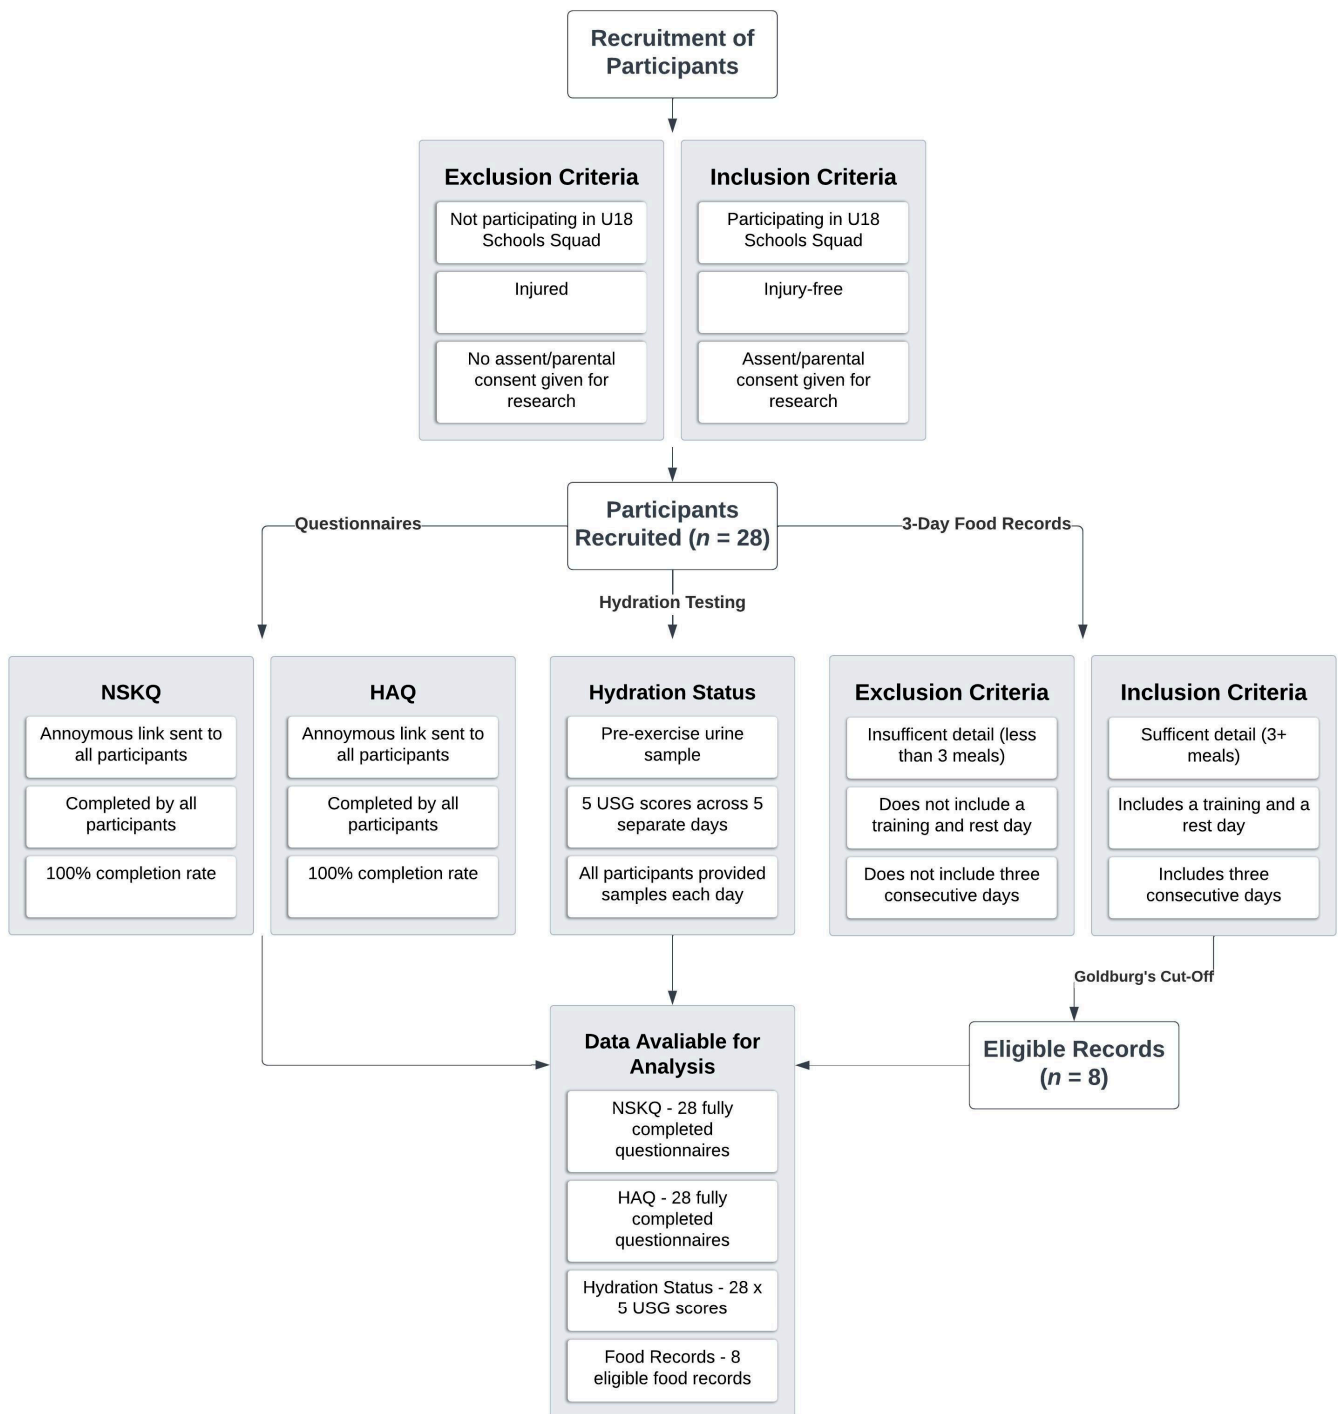 Recruitment of
Participants
Exclusion Criteria
Not participating in U18
Schools Squad
Injured
No assent/parental
consent given for
research
Inclusion Criteria
Participating in U18
Schools Squad
Injury-free
Assent/parental
consent given for
research
Participants
Recruited (n = 28)
Questionnaires
Hydration Testing
3-Day Food Records
NSKQ
Annoymous link sent to
all participants
Completed by all
participants
100% completion rate
HAQ
Annoymous link sent to
all participants
Completed by all
participants
100% completion rate
Hydration Status
Pre-exercise urine
sample
5 USG scores across 5
separate days
All participants provided
samples each day
Exclusion Criteria
Insufficient detail (less
than 3 meals)
Does not include a
training and rest day
Does not include three
consecutive days
Inclusion Criteria
Sufficent detail (3+
meals)
Includes a training and a
rest day
Includes three
consecutive days
Goldburg's Cut-Off
Eligible Records
(n = 8)
Data Avaliable for
Analysis
NSKQ - 28 fully
completed
questionnaires
HAQ - 28 fully
completed
questionnaires
Hydration Status - 28 x
5 USG scores
Food Records - 8
eligible food records